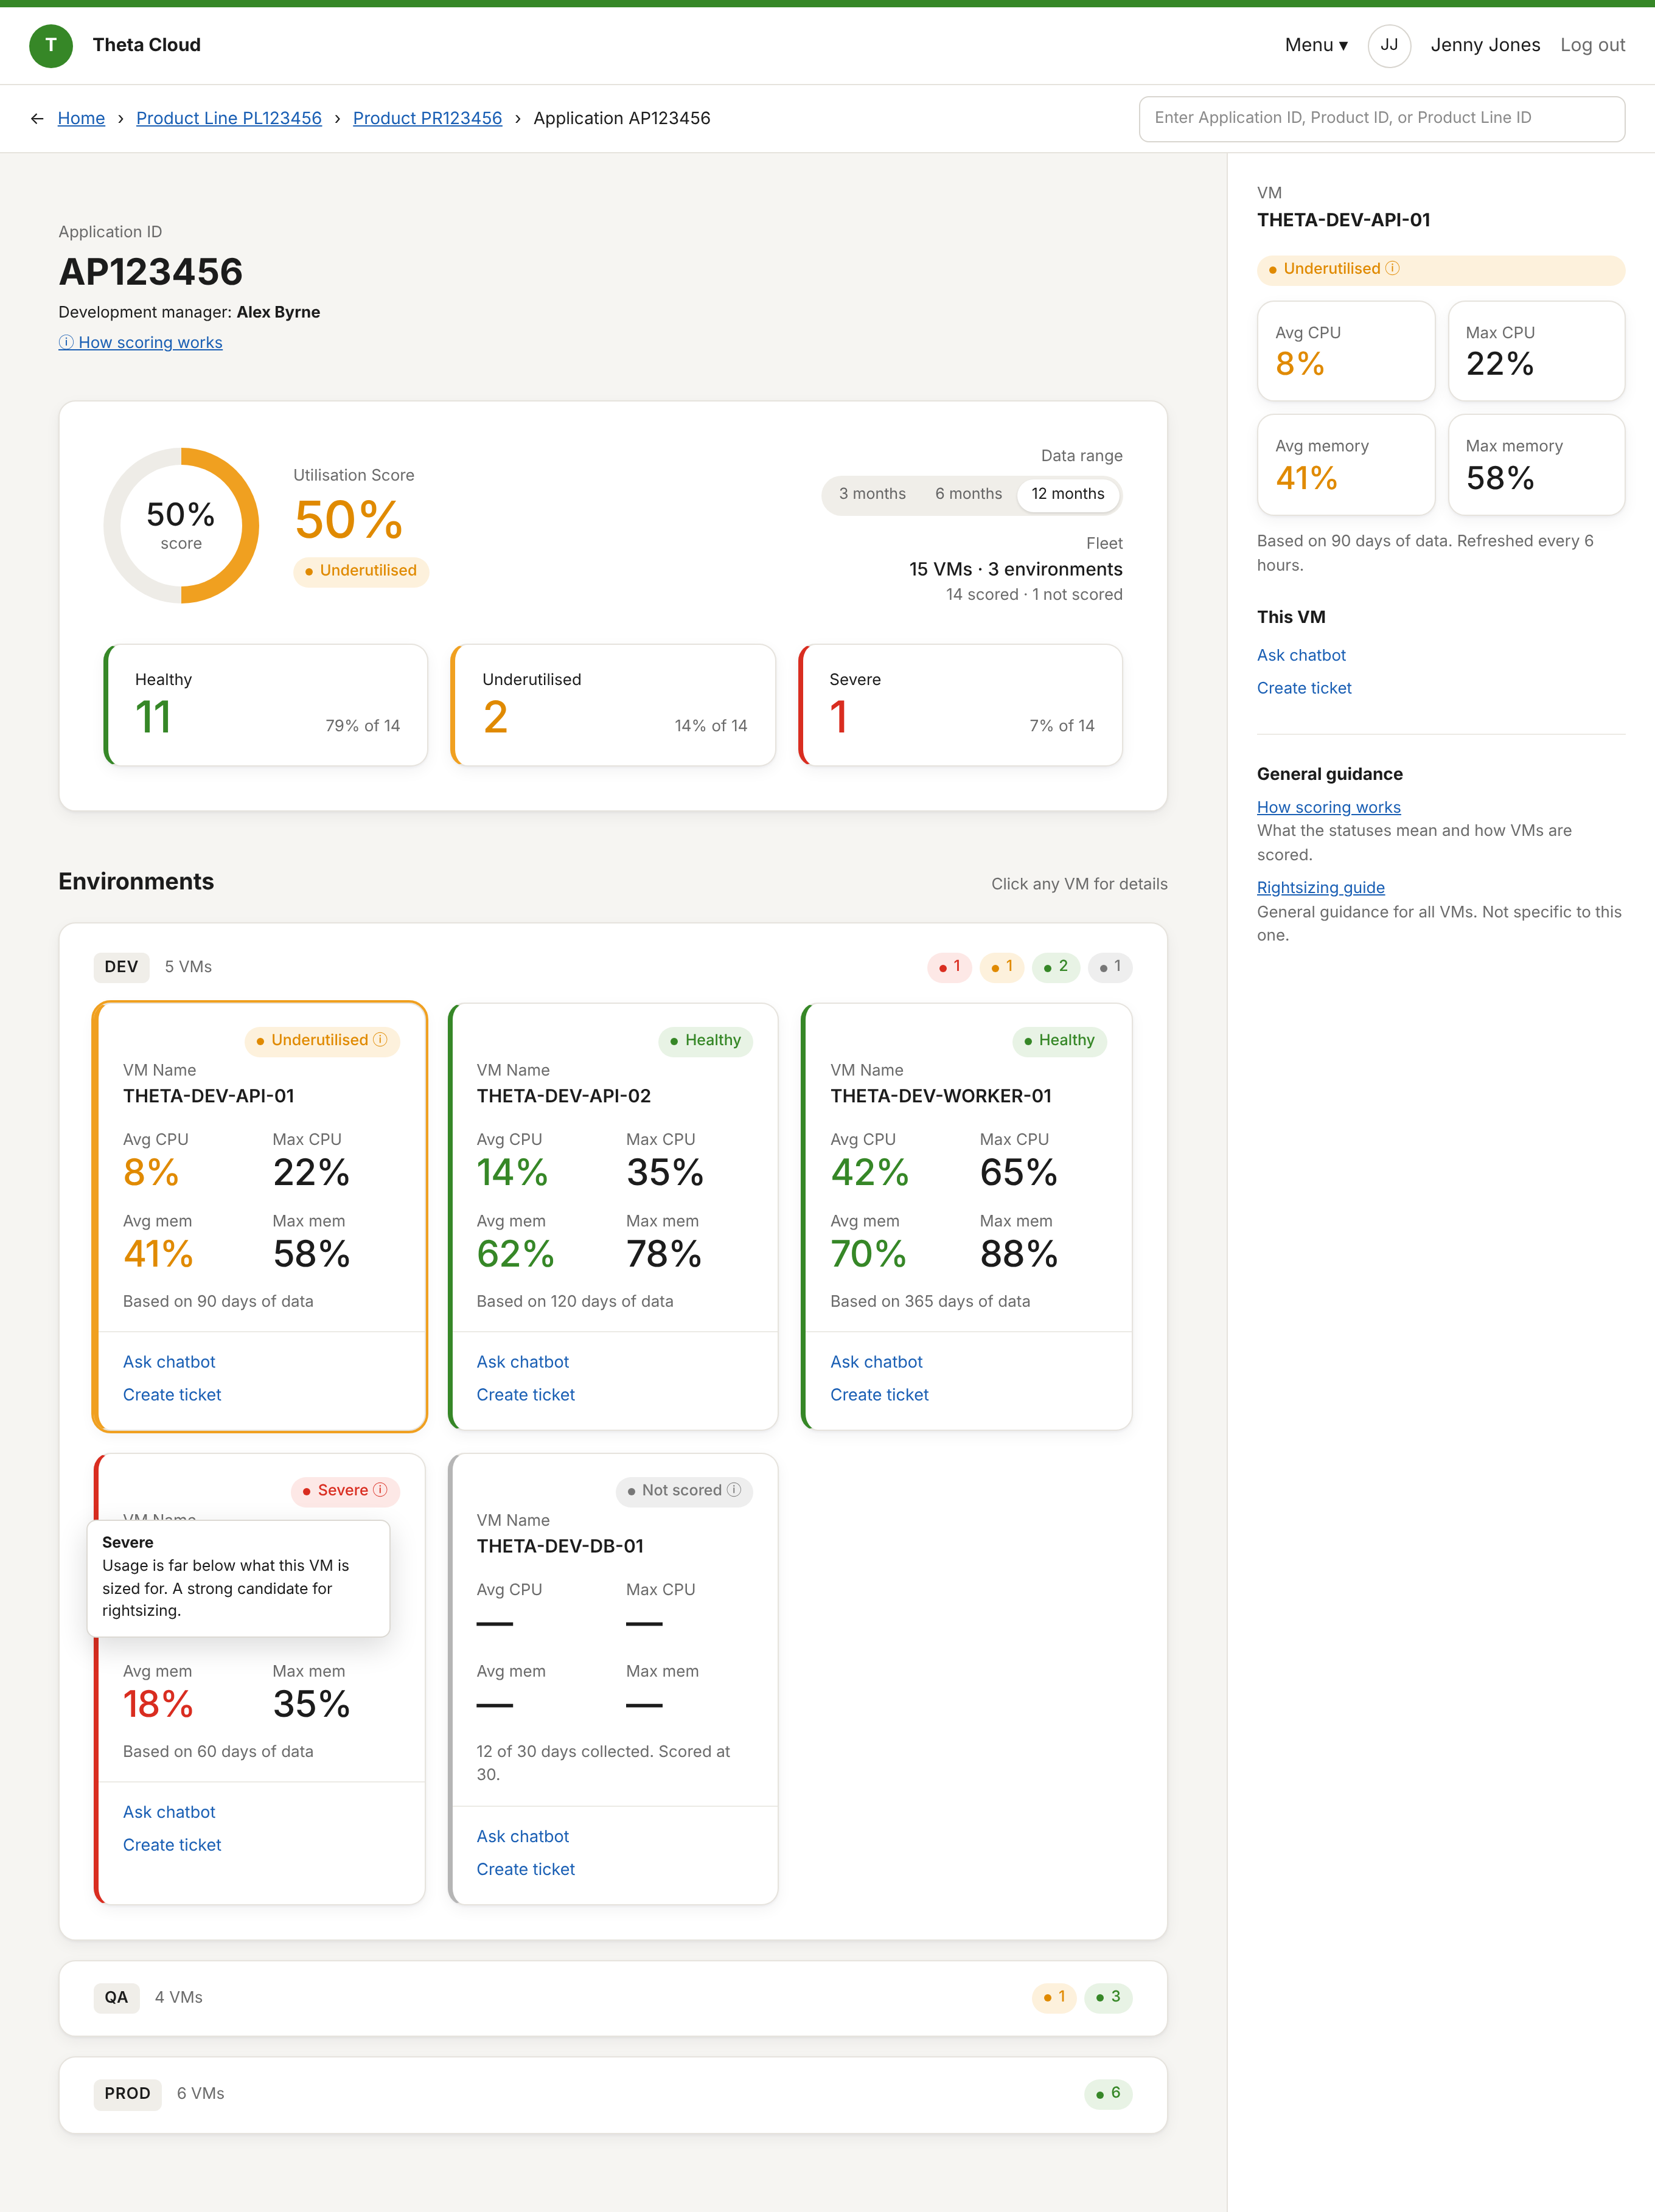 T
Theta Cloud
Menu ▾
JJ
Jenny Jones
Log out
← Home › Product Line PL123456 › Product PR123456 › Application AP123456
Enter Application ID, Product ID, or Product Line ID
Application ID
AP123456
Development manager: Alex Byrne
ⓘ How scoring works
50%
score
Utilisation Score
50%
Underutilised
Data range
3 months 6 months 12 months
Fleet
15 VMs · 3 environments
14 scored · 1 not scored
Healthy
11
79% of 14
Underutilised
2
14% of 14
Severe
1
7% of 14
Environments
Click any VM for details
DEV 5 VMs
1 1 2 1
Underutilised ⓘ
VM Name
THETA-DEV-API-01
Avg CPU Max CPU
8% 22%
Avg mem Max mem
41% 58%
Based on 90 days of data
Ask chatbot
Create ticket
Healthy
VM Name
THETA-DEV-API-02
Avg CPU Max CPU
14% 35%
Avg mem Max mem
62% 78%
Based on 120 days of data
Ask chatbot
Create ticket
Healthy
VM Name
THETA-DEV-WORKER-01
Avg CPU Max CPU
42% 65%
Avg mem Max mem
70% 88%
Based on 365 days of data
Ask chatbot
Create ticket
Severe ⓘ
VM Name
Severe
Usage is far below what this VM is
sized for. A strong candidate for
rightsizing.
Avg mem Max mem
18% 35%
Based on 60 days of data
Ask chatbot
Create ticket
Not scored ⓘ
VM Name
THETA-DEV-DB-01
Avg CPU Max CPU
— —
Avg mem Max mem
— —
12 of 30 days collected. Scored at
30.
Ask chatbot
Create ticket
QA 4 VMs
1 3
PROD 6 VMs
6
VM
THETA-DEV-API-01
Underutilised ⓘ
Avg CPU
8%
Max CPU
22%
Avg memory
41%
Max memory
58%
Based on 90 days of data. Refreshed every 6
hours.
This VM
Ask chatbot
Create ticket
General guidance
How scoring works
What the statuses mean and how VMs are
scored.
Rightsizing guide
General guidance for all VMs. Not specific to this
one.